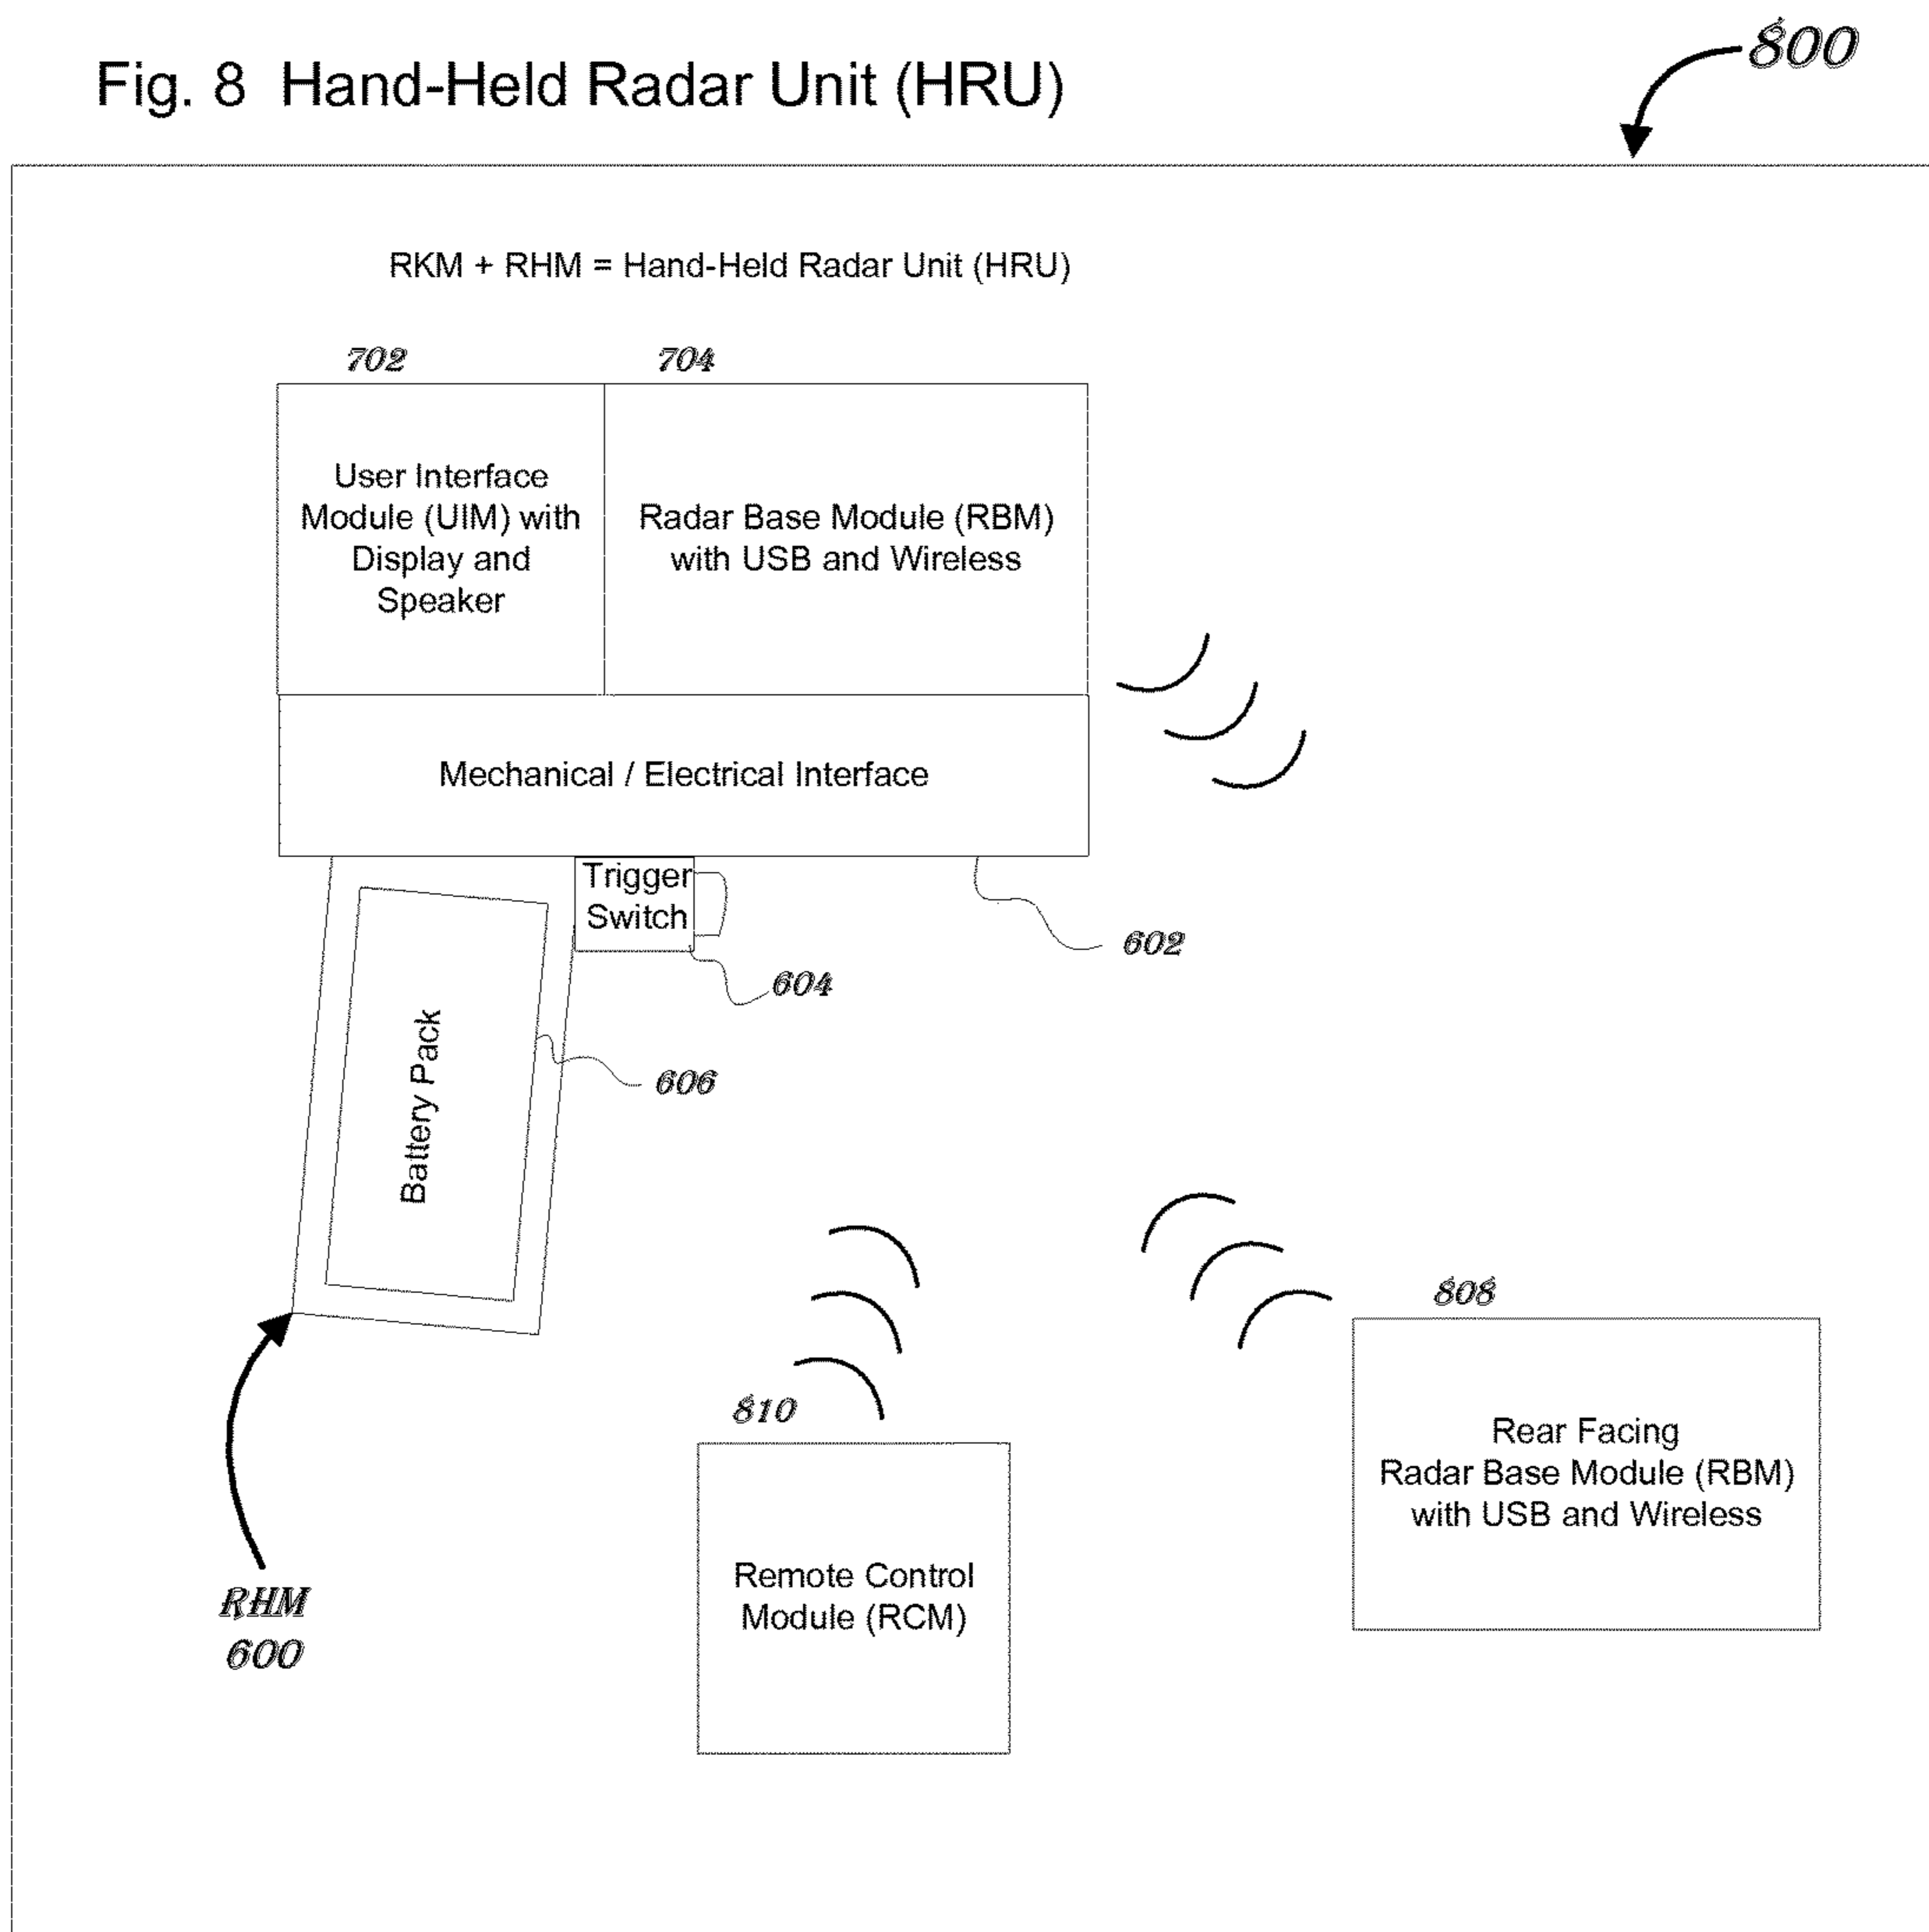 800
Fig. 8 Hand-Held Radar Unit (HRU)
RKM + RHM = Hand-Held Radar Unit (HRU)
702
704
User Interface
Module (UIM) with
Display and
Speaker
Radar Base Module (RBM)
with USB and Wireless
Mechanical / Electrical Interface
Trigger
Switch
602
604
Battery Pack
606
808
810
Rear Facing
Radar Base Module (RBM)
with USB and Wireless
Remote Control
Module (RCM)
RHM
600